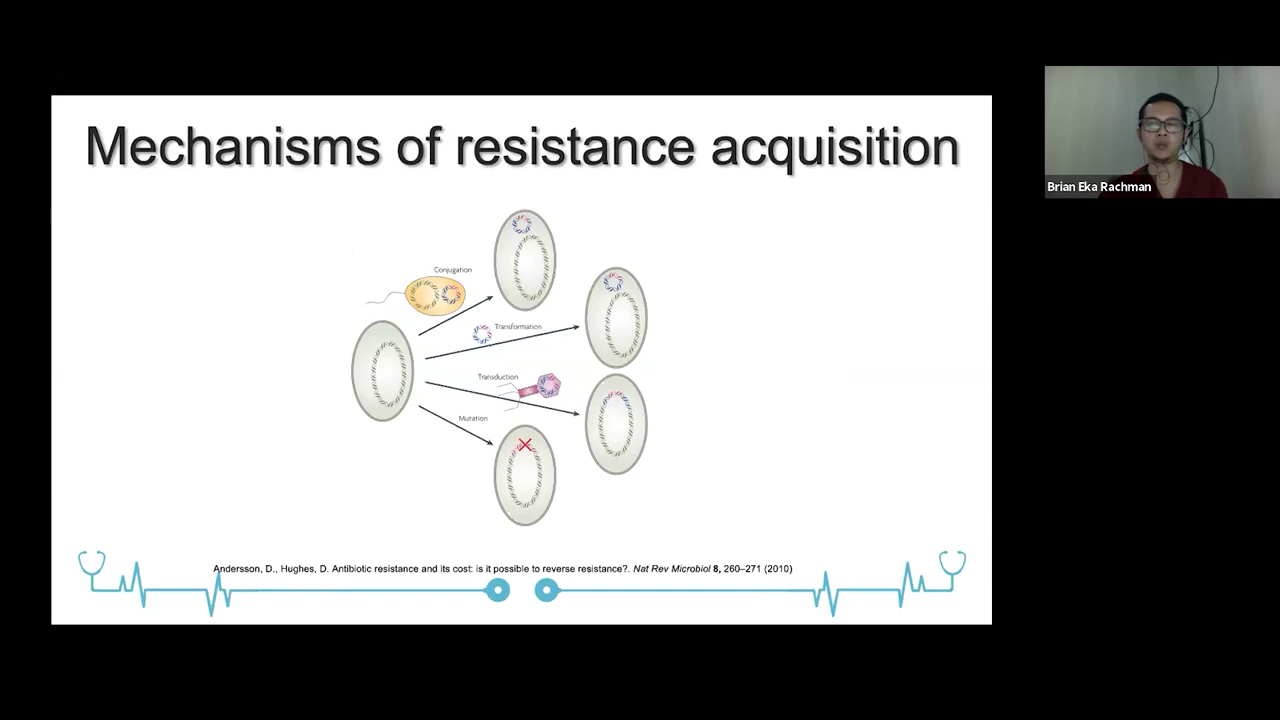 Mechanisms of resistance acquisition
Brian Eka Rachman
Conjugation
Transformation
Transduction
Mutation
Andersson, D., Hughes, D. Antibiotic resistance and its cost: is it possible to reverse resistance?. Nat Rev Microbiol 8, 260–271 (2010)